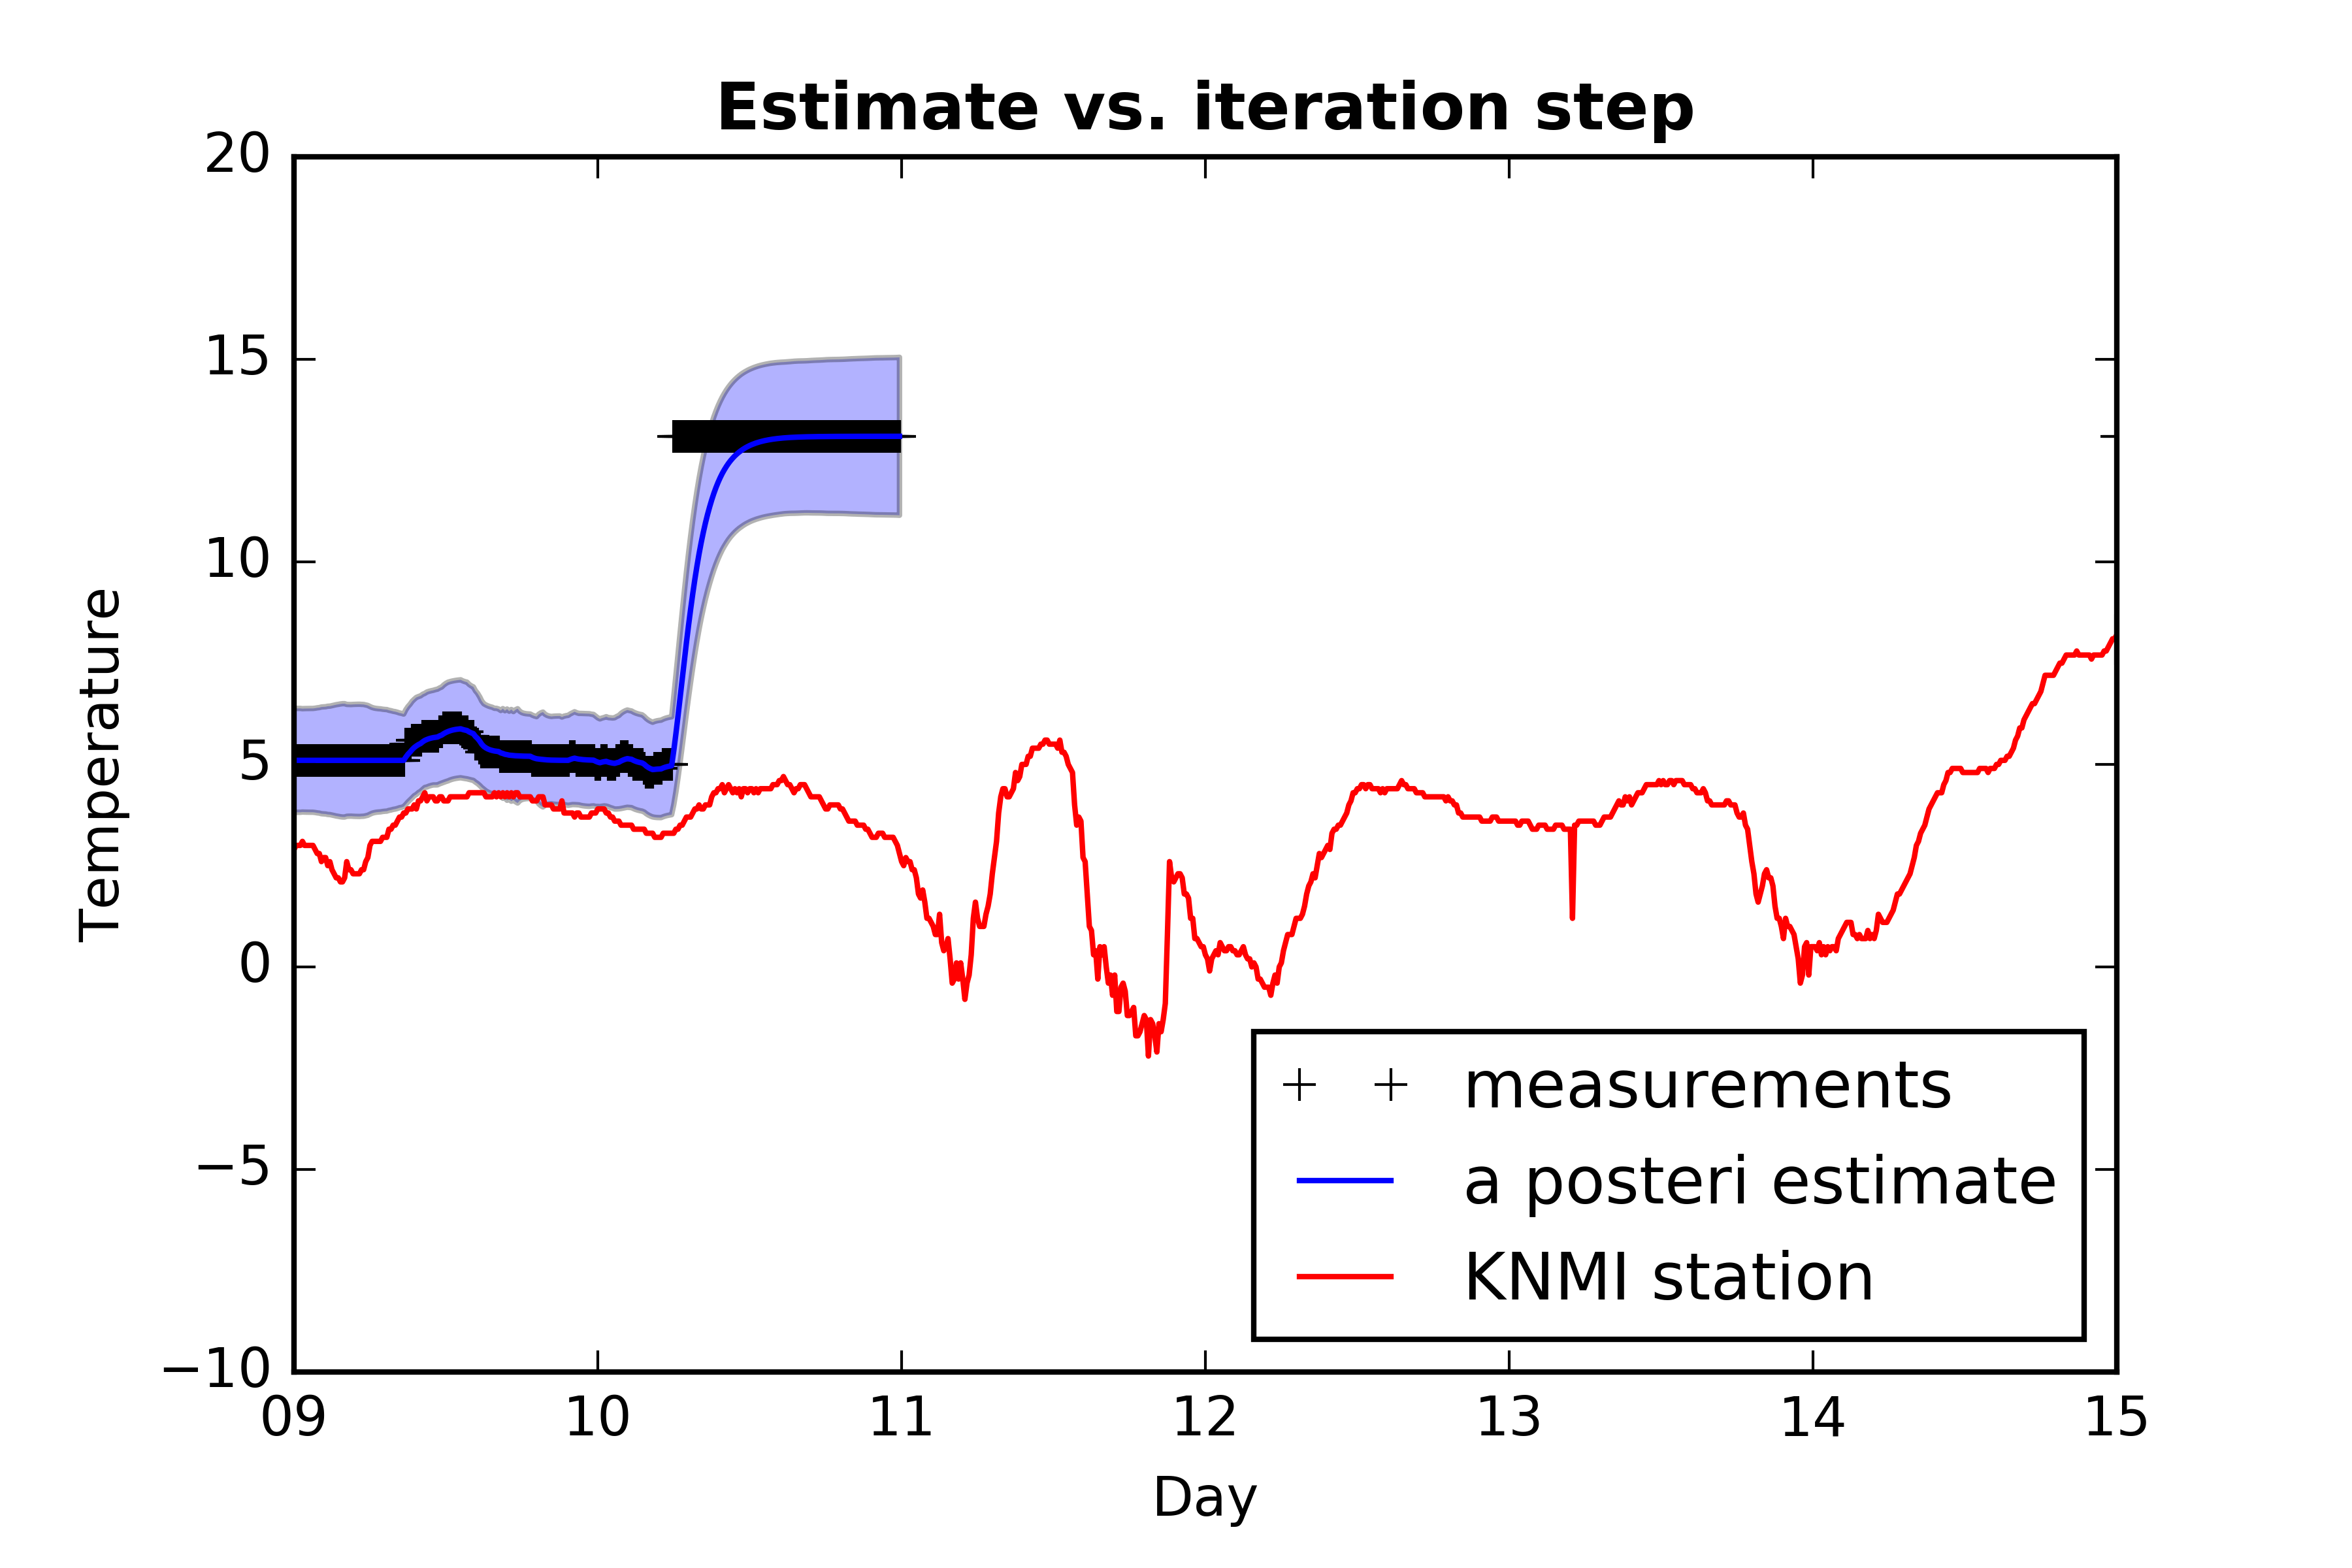 Estimate vs. iteration step
20
15
10
5
0
−5
−10
Temperature
measurements
a posteri estimate
KNMI station
09 10 11 12 13 14 15
Day